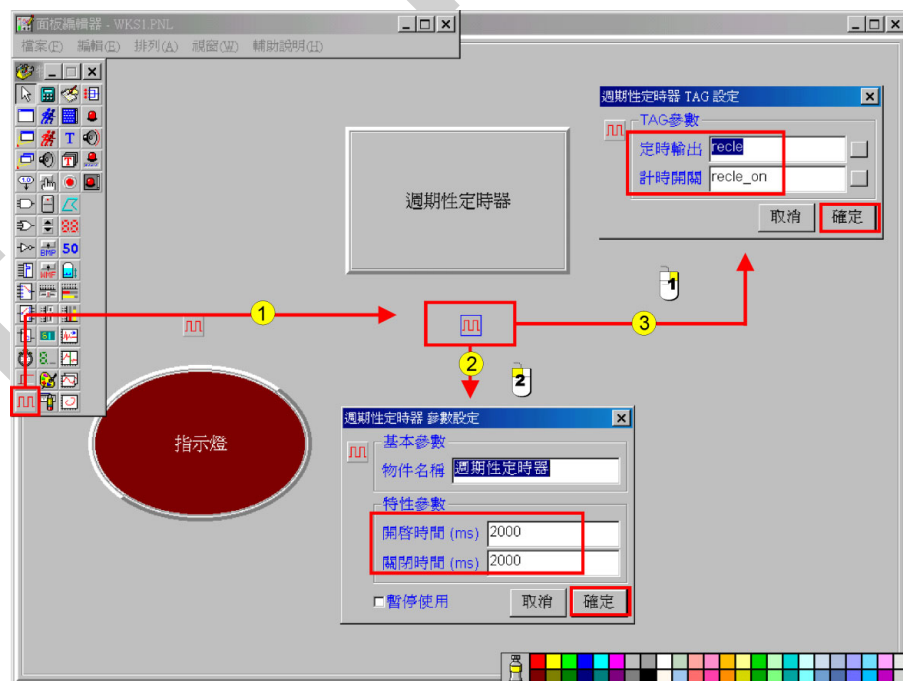 面板編輯器 - WKS1.PNL
檔案(F) 編輯(E) 排列(A) 視窗(W) 輔助說明(H)
週期性定時器
週期性定時器 TAG 設定
TAG參數
定時輸出 recle
計時開關 recle_on
取消 確定
1
1
2
3
2
指示燈
週期性定時器 參數設定
基本參數
物件名稱 週期性定時器
特性參數
開啓時間 (ms) 2000
關閉時間 (ms) 2000
暫停使用 取消 確定